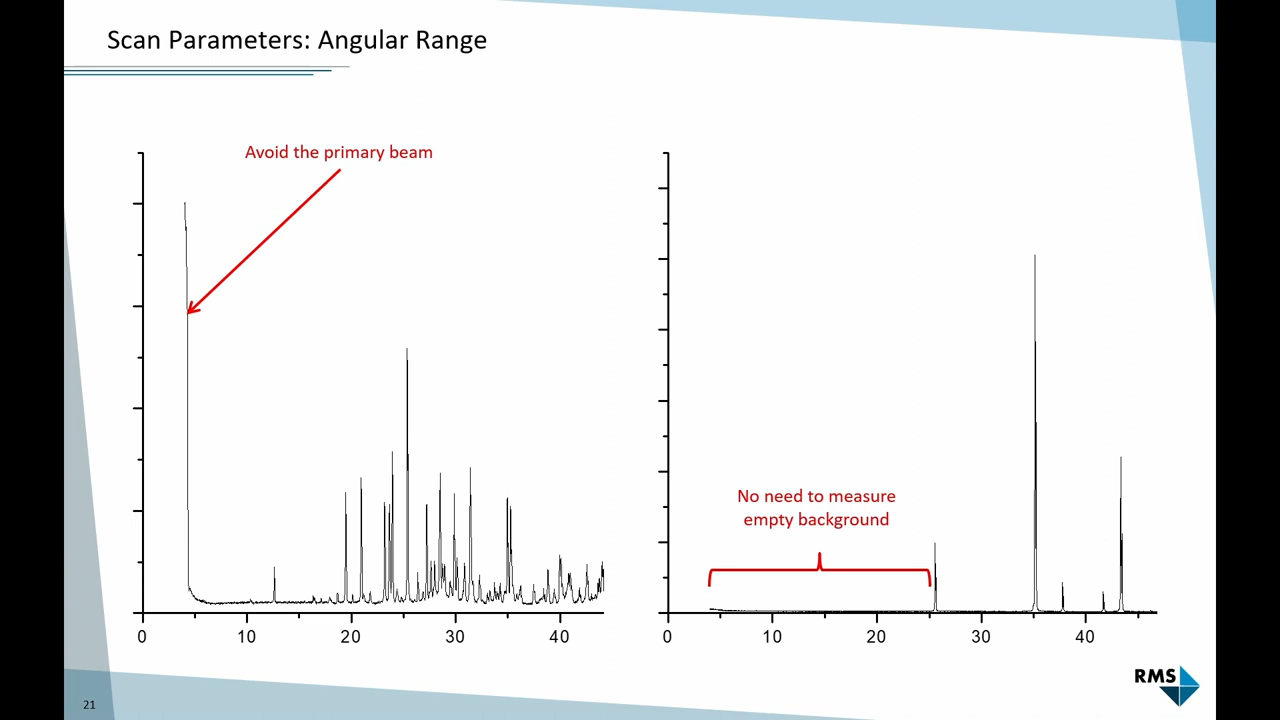 Scan Parameters: Angular Range
Avoid the primary beam
0 10 20 30 40
No need to measure
empty background
0 10 20 30 40
RMS
21